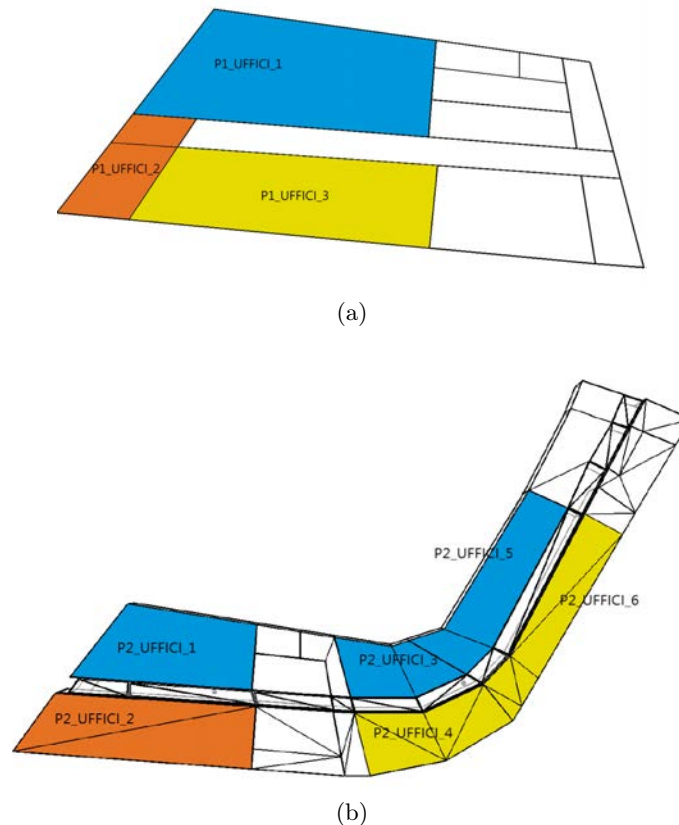 P1_UFFICI_1
P1_UFFICI_2
P1_UFFICI_3
(a)
P2_UFFICI_5
P2_UFFICI_6
P2_UFFICI_1
P2_UFFICI_3
P2_UFFICI_2
P2_UFFICI_4
(b)